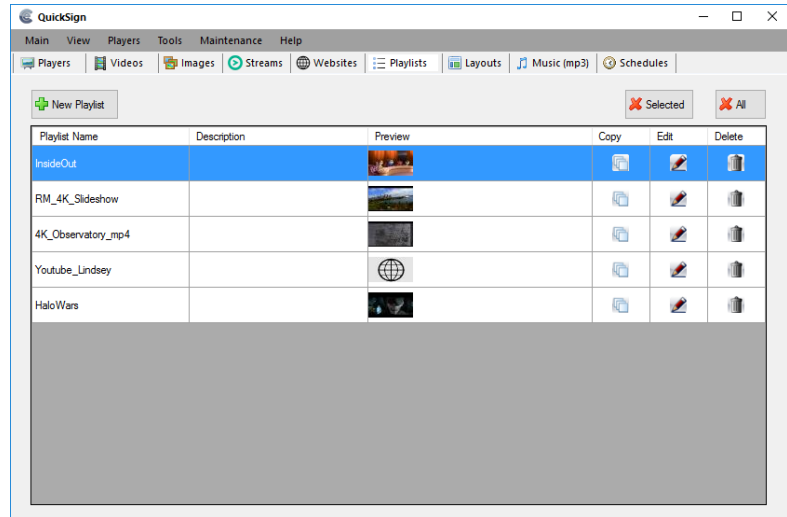 QuickSign
Main View Players Tools Maintenance Help
Players Videos Images Streams Websites Playlists Layouts Music (mp3) Schedules
New Playlist Selected All
Playlist Name Description Preview Copy Edit Delete
InsideOut
RM_4K_Slideshow
4K_Observatory_mp4
Youtube_Lindsey
HaloWars